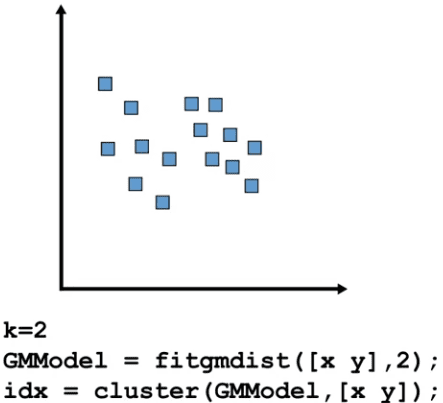 k=2
GMModel = fitgmdist([x y],2);
idx = cluster(GMModel,[x y]);